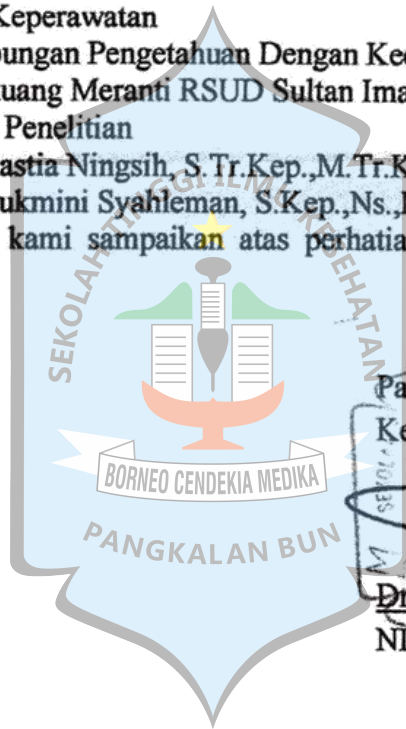 Keperawatan
ungan Pengetahuan Dengan Ke
uang Meranti RSUD Sultan Ima
Penelitian
astia Ningsih, S.Tr.Kep.,M.Tr.K
ukmini Syahleman, S.Kep.,Ns.,
kami sampaikan atas perhatia
SEKOLAH TINGGI ILMU KESEHATAN
Pa
Ke
BORNEO CENDEKIA MEDIKA
PANGKALAN BUN
Dr
NI